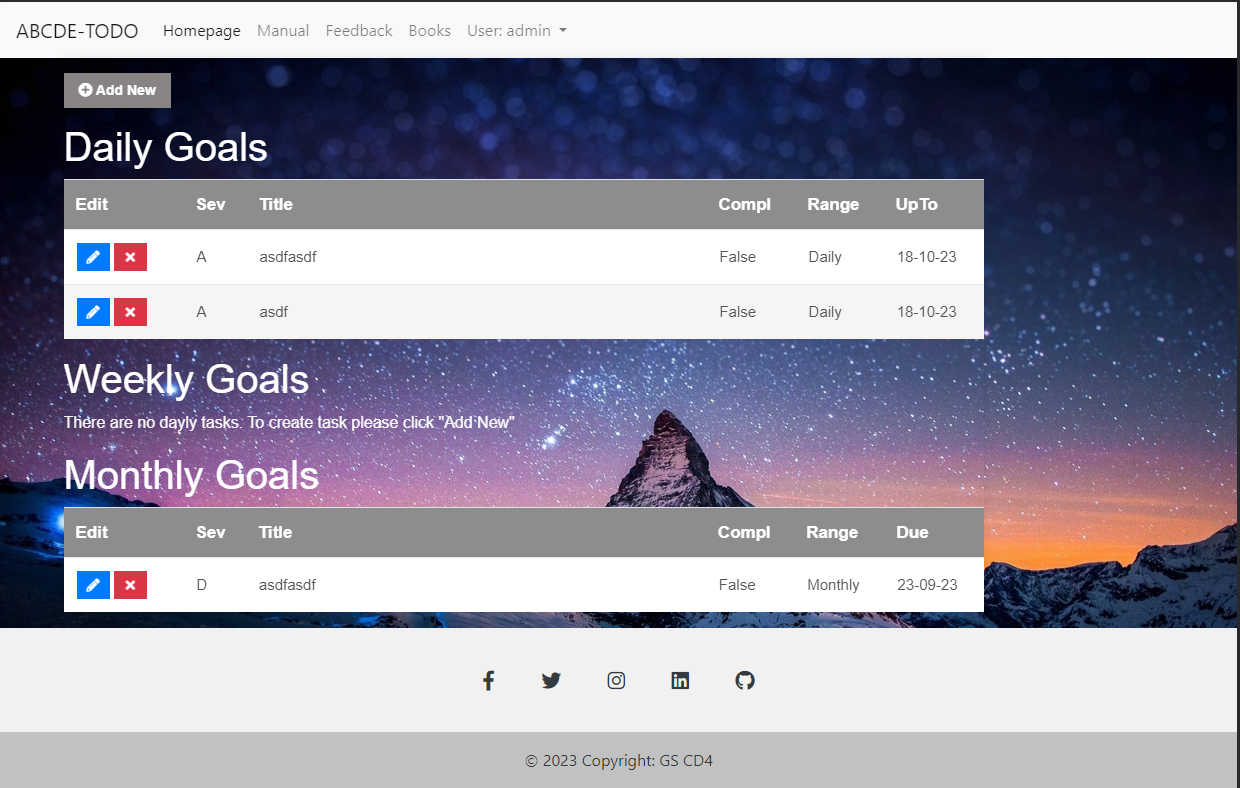 ABCDE-TODO Homepage Manual Feedback Books User: admin
Add New
Daily Goals
Edit Sev Title Compl Range UpTo
A asdfasdf False Daily 18-10-23
A asdf False Daily 18-10-23
Weekly Goals
There are no dayly tasks. To create task please click "Add New"
Monthly Goals
Edit Sev Title Compl Range Due
D asdfasdf False Monthly 23-09-23
© 2023 Copyright: GS CD4